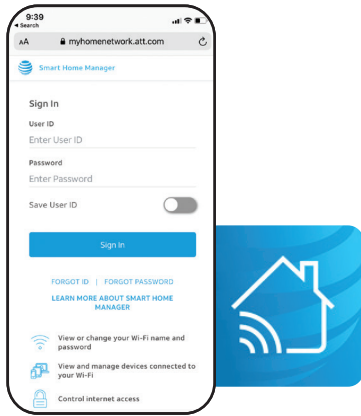 9:39
◀ Search
AA myhomenetwork.att.com
Smart Home Manager
Sign In
User ID
Enter User ID
Password
Enter Password
Save User ID
Sign In
FORGOT ID | FORGOT PASSWORD
LEARN MORE ABOUT SMART HOME
MANAGER
View or change your Wi-Fi name and
password
View and manage devices connected to
your Wi-Fi
Control internet access